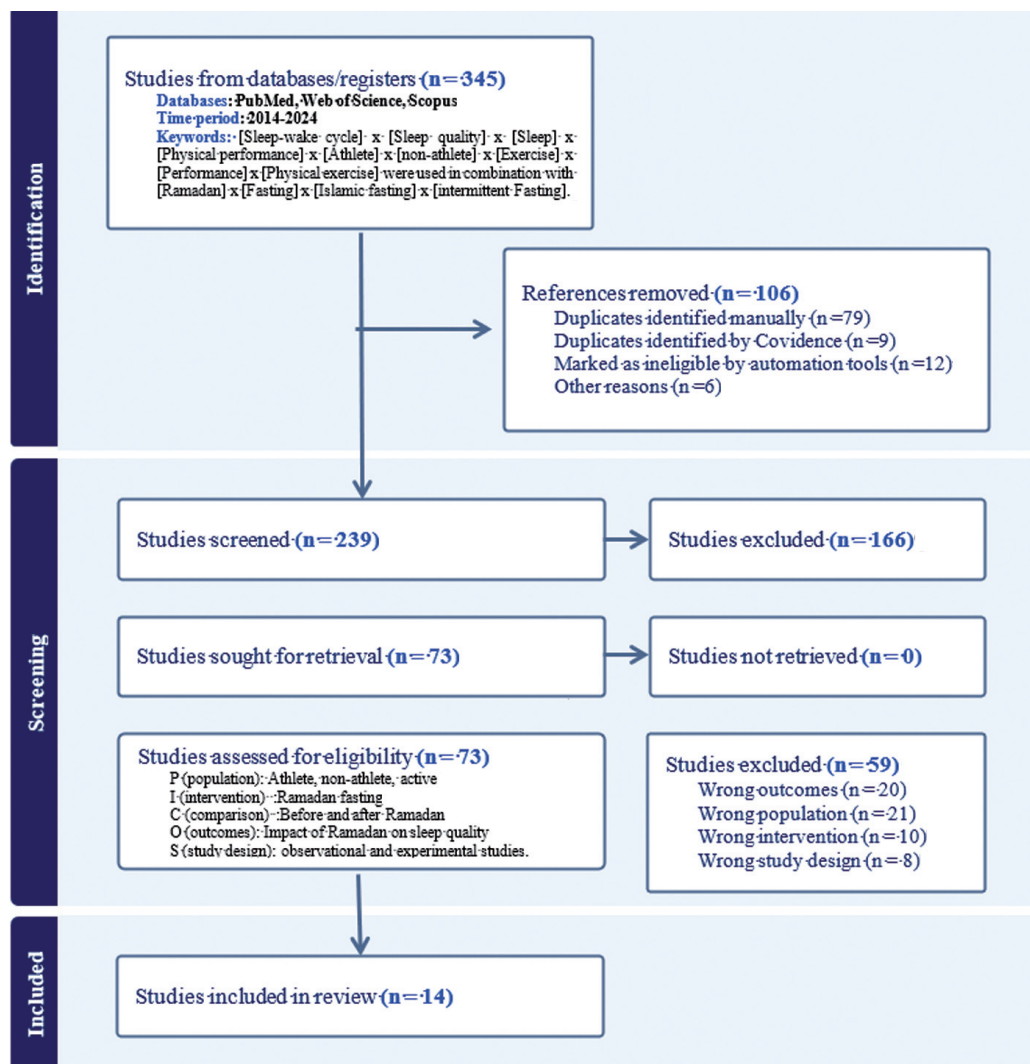 Identification
Studies from databases/registers (n=345)
Databases: PubMed, Web of Science, Scopus
Time period: 2014-2024
Keywords: [Sleep-wake cycle] x [Sleep quality] x [Sleep] x
[Physical performance] x [Athlete] x [non-athlete] x [Exercise] x
[Performance] x [Physical exercise] were used in combination with
[Ramadan] x [Fasting] x [Islamic fasting] x [intermittent Fasting].
References removed (n=106)
Duplicates identified manually (n=79)
Duplicates identified by Covidence (n=9)
Marked as ineligible by automation tools (n=12)
Other reasons (n=6)
Screening
Studies screened (n=239)
Studies excluded (n=166)
Studies sought for retrieval (n=73)
Studies not retrieved (n=0)
Studies assessed for eligibility (n=73)
P (population): Athlete, non-athlete, active
I (intervention) :Ramadan fasting
C (comparison) :Before and after Ramadan
O (outcomes): Impact of Ramadan on sleep quality
S (study design): observational and experimental studies.
Studies excluded (n=59)
Wrong outcomes (n=20)
Wrong population (n=21)
Wrong intervention (n=10)
Wrong study design (n=8)
Included
Studies included in review (n=14)